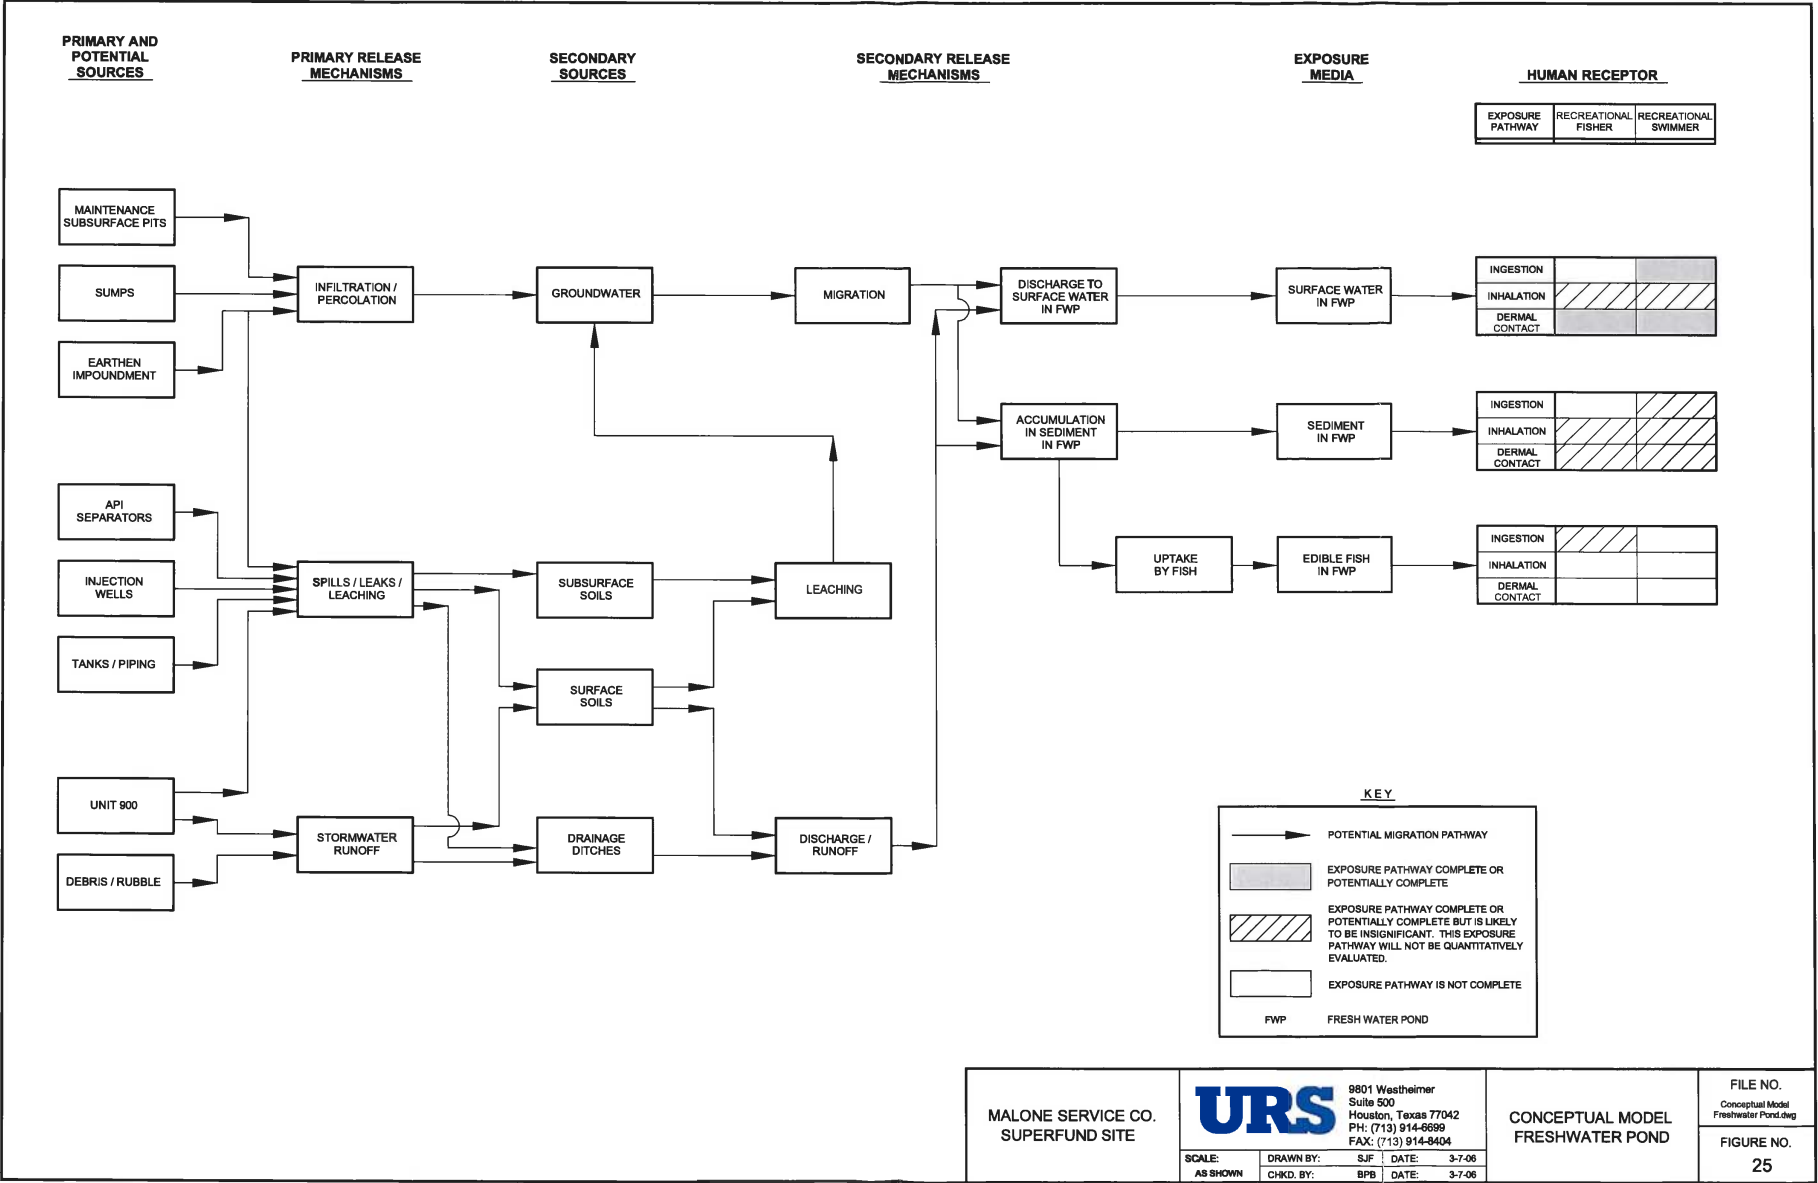 PRIMARY AND
POTENTIAL
SOURCES
PRIMARY RELEASE
MECHANISMS
SECONDARY
SOURCES
SECONDARY RELEASE
MECHANISMS
EXPOSURE
MEDIA
HUMAN RECEPTOR
EXPOSURE
PATHWAY
RECREATIONAL
FISHER
RECREATIONAL
SWIMMER
MAINTENANCE
SUBSURFACE PITS
SUMPS
EARTHEN
IMPOUNDMENT
INFILTRATION /
PERCOLATION
GROUNDWATER
MIGRATION
DISCHARGE TO
SURFACE WATER
IN FWP
SURFACE WATER
IN FWP
INGESTION
INHALATION
DERMAL
CONTACT
ACCUMULATION
IN SEDIMENT
IN FWP
SEDIMENT
IN FWP
INGESTION
INHALATION
DERMAL
CONTACT
API
SEPARATORS
INJECTION
WELLS
TANKS / PIPING
SPILLS / LEAKS /
LEACHING
SUBSURFACE
SOILS
LEACHING
UPTAKE
BY FISH
EDIBLE FISH
IN FWP
INGESTION
INHALATION
DERMAL
CONTACT
SURFACE
SOILS
UNIT 900
DEBRIS / RUBBLE
STORMWATER
RUNOFF
DRAINAGE
DITCHES
DISCHARGE /
RUNOFF
KEY
POTENTIAL MIGRATION PATHWAY
EXPOSURE PATHWAY COMPLETE OR
POTENTIALLY COMPLETE
EXPOSURE PATHWAY COMPLETE OR
POTENTIALLY COMPLETE BUT IS LIKELY
TO BE INSIGNIFICANT. THIS EXPOSURE
PATHWAY WILL NOT BE QUANTITATIVELY
EVALUATED.
EXPOSURE PATHWAY IS NOT COMPLETE
FWP FRESH WATER POND
MALONE SERVICE CO.
SUPERFUND SITE
URS
9801 Westheimer
Suite 500
Houston, Texas 77042
PH: (713) 914-6699
FAX: (713) 914-8404
SCALE:
AS SHOWN
DRAWN BY: SJF DATE: 3-7-06
CHKD. BY: BPB DATE: 3-7-06
CONCEPTUAL MODEL
FRESHWATER POND
FILE NO.
Conceptual Model
Freshwater Pond.dwg
FIGURE NO.
25